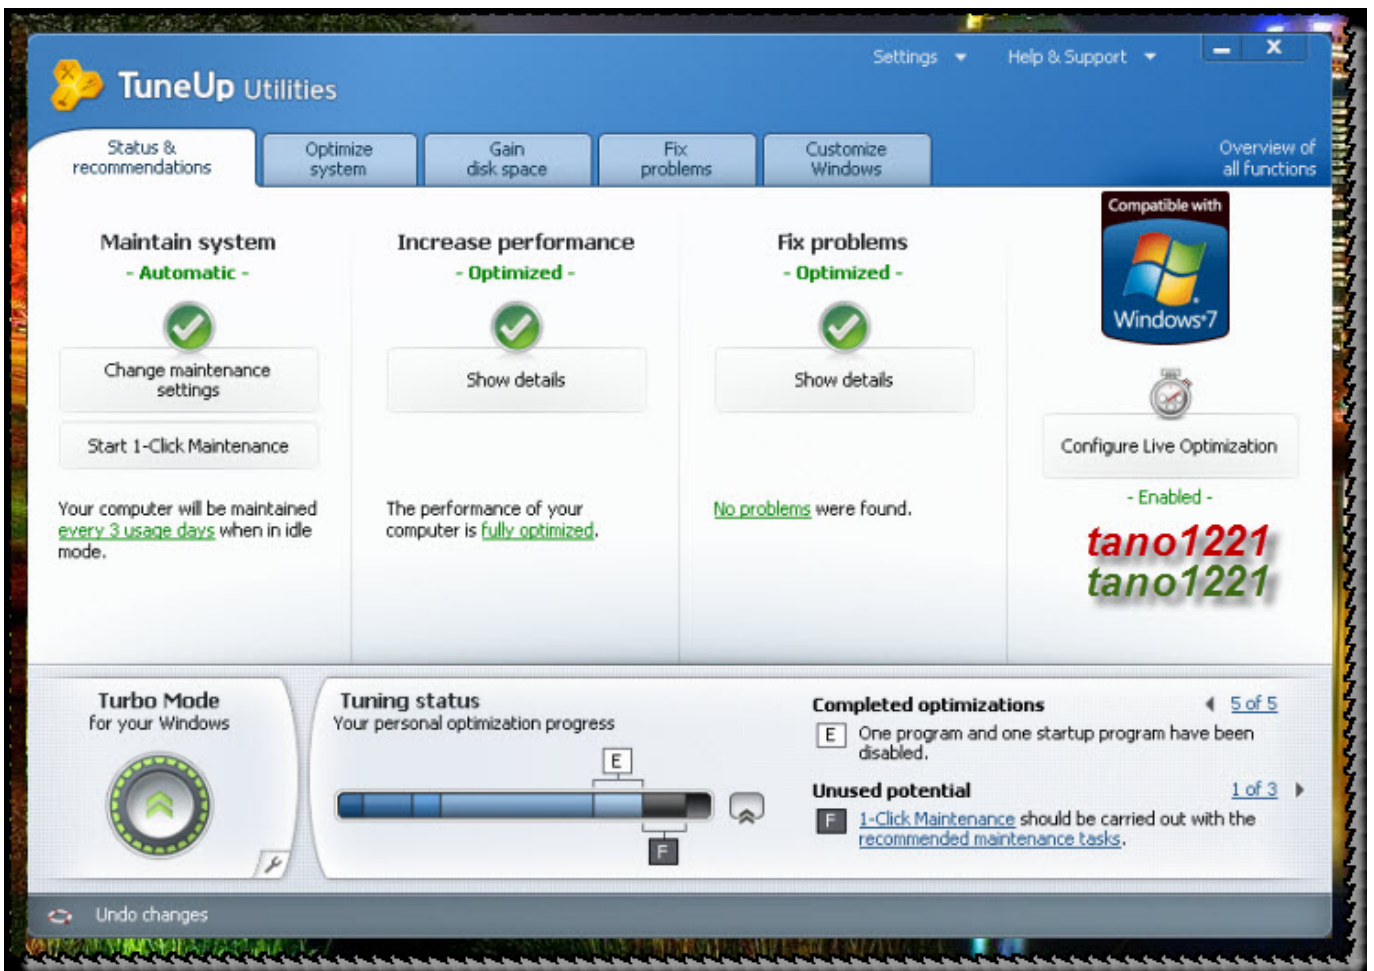 Settings
Help & Support
TuneUp Utilities
Status &
recommendations
Optimize
system
Gain
disk space
Fix
problems
Customize
Windows
Overview of
all functions
Maintain system
- Automatic -
Change maintenance
settings
Start 1-Click Maintenance
Your computer will be maintained
every 3 usage days when in idle
mode.
Increase performance
- Optimized -
Show details
The performance of your
computer is fully optimized.
Fix problems
- Optimized -
Show details
No problems were found.
Compatible with
Windows 7
Configure Live Optimization
- Enabled -
tano1221
tano1221
Turbo Mode
for your Windows
Tuning status
Your personal optimization progress
E
F
Completed optimizations
5 of 5
E One program and one startup program have been
disabled.
Unused potential
1 of 3
F 1-Click Maintenance should be carried out with the
recommended maintenance tasks.
Undo changes